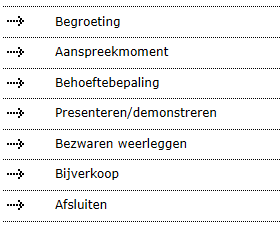 Begroeting
Aanspreekmoment
Behoeftebepaling
Presenteren/demonstreren
Bezwaren weerleggen
Bijverkoop
Afsluiten